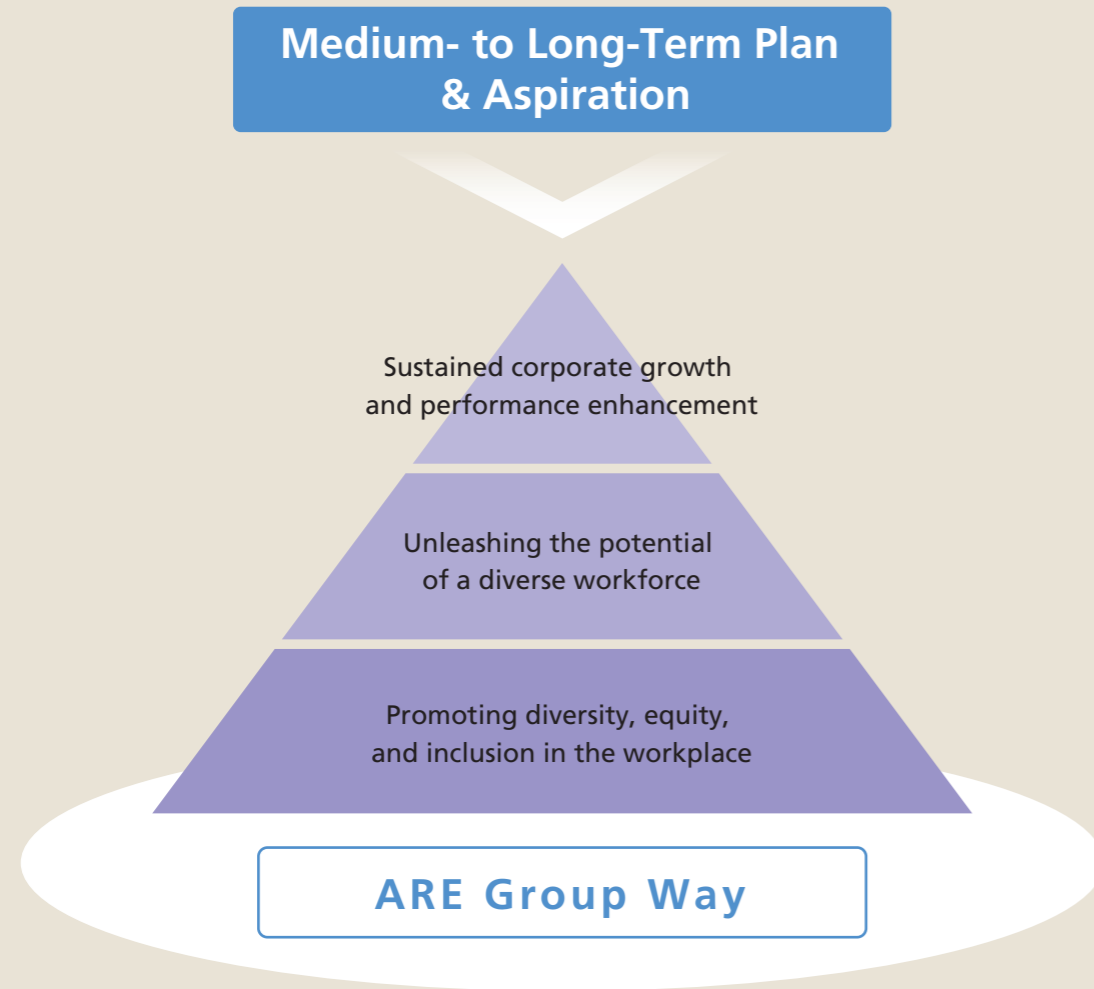 Medium- to Long-Term Plan
& Aspiration
Sustained corporate growth
and performance enhancement
Unleashing the potential
of a diverse workforce
Promoting diversity, equity,
and inclusion in the workplace
ARE Group Way